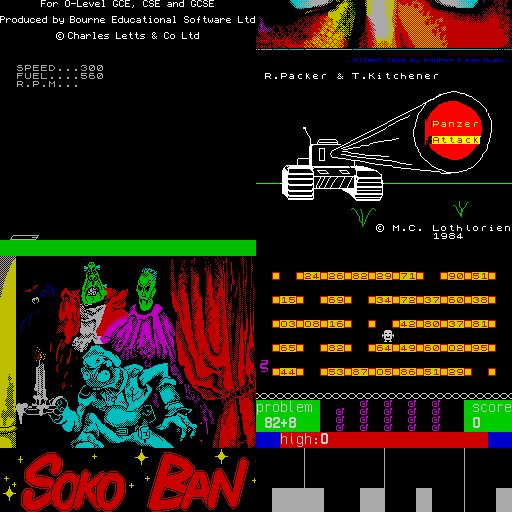 For O-Level GCE, CSE and GCSE
Produced by Bourne Educational Software Ltd
© Charles Letts & Co Ltd
SPEED...300
FUEL....560
R.P.M...
R.Packer & T.Kitchener
Panzer
Attack
© M.C. Lothlorien
1984
24 26 82 29 71 90 51
15 69 34 72 37 60 38
03 08 16 42 80 37 81
65 82 64 49 60 02 95
44 53 87 05 86 51 29
problem
82+8
score
0
high:0
SOKO BAN